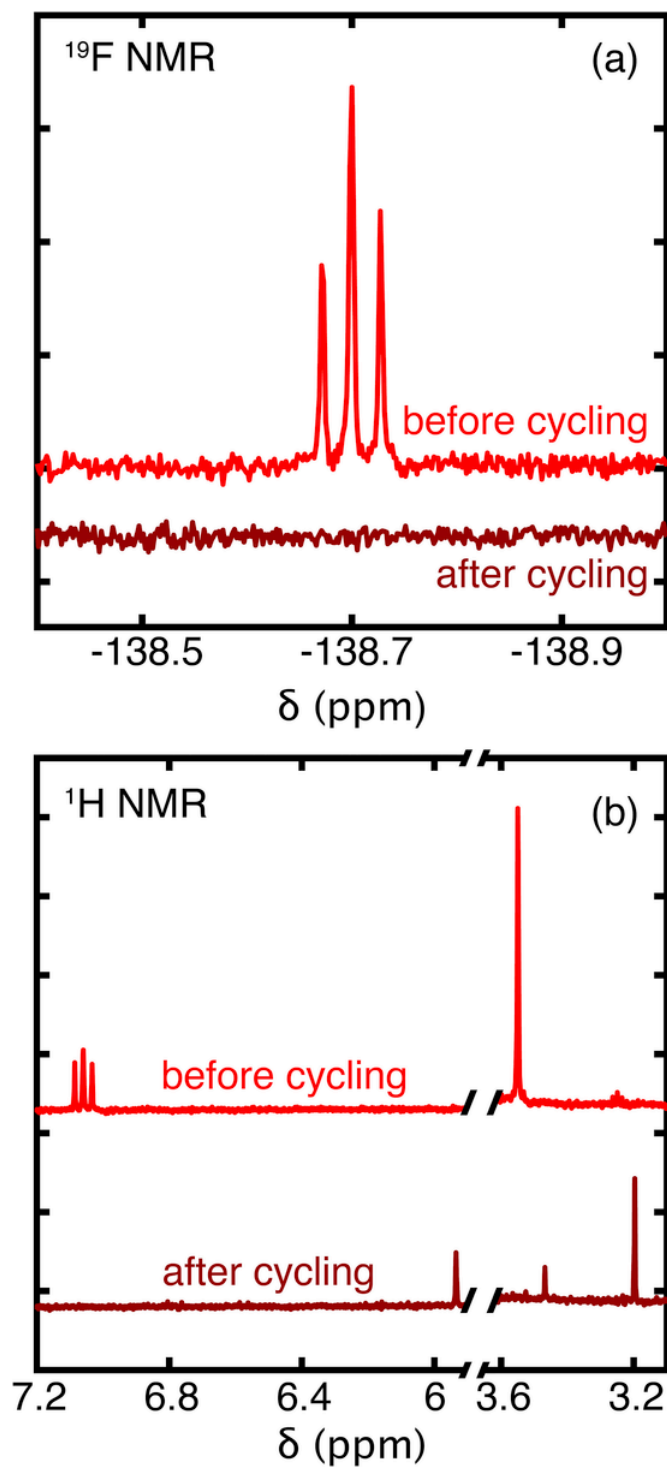 ¹⁹F NMR (a)
before cycling
after cycling
-138.5 -138.7 -138.9
δ (ppm)
¹H NMR (b)
before cycling
after cycling
7.2 6.8 6.4 6 3.6 3.2
δ (ppm)